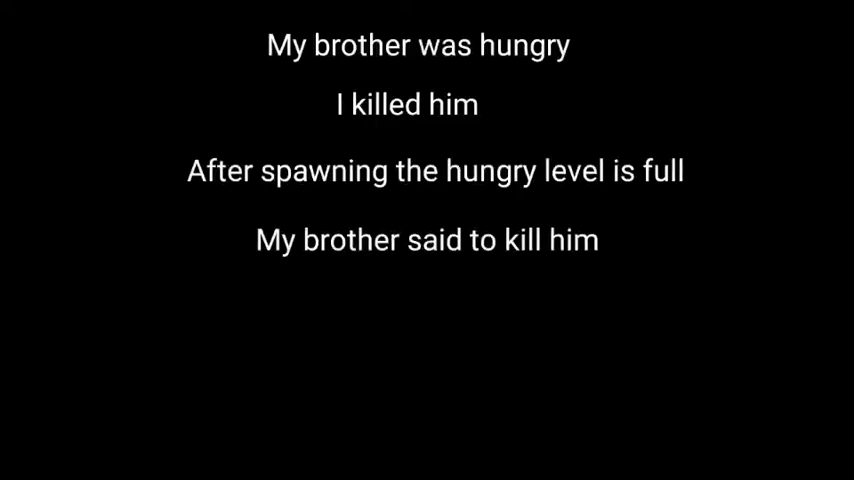 My brother was hungry
I killed him
After spawning the hungry level is full
My brother said to kill him